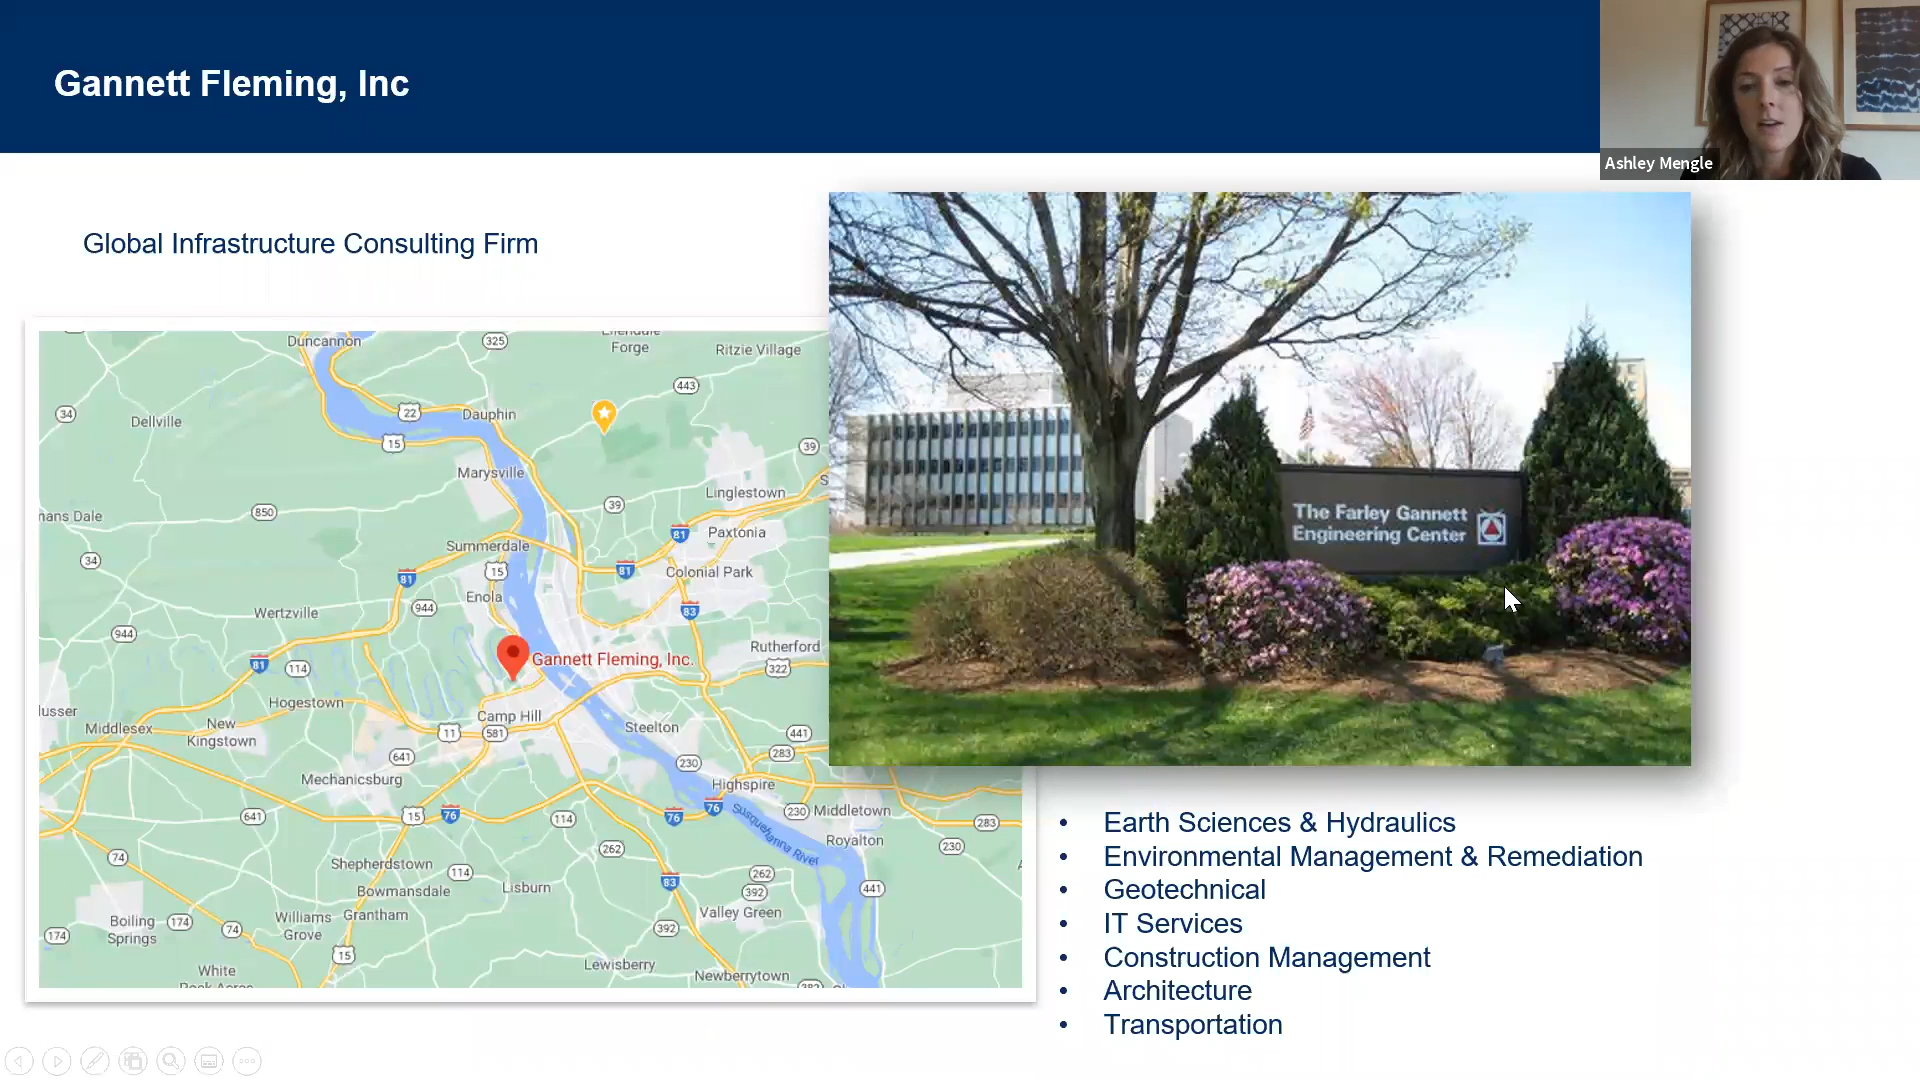 Gannett Fleming, Inc
Ashley Mengle
Global Infrastructure Consulting Firm
The Farley Gannett
Engineering Center
Duncannon
325
Forge
Ritzie Village
443
34
Dellville
22
Dauphin
15
39
Marysville
Linglestown
850
39
mans Dale
81
Paxtonia
Summerdale
34
15
81
81
Colonial Park
Enola
944
83
Wertzville
944
Rutherford
81
114
Gannett Fleming, Inc.
322
Hogestown
Camp Hill
Middlesex
New
Kingstown
11
581
Steelton
441
641
283
230
Mechanicsburg
Highspire
15
76
76
76
230
Middletown
641
114
283
Susquehanna River
Royalton
230
74
262
Shepherdstown
114
262
441
Bowmansdale
Lisburn
83
392
Boiling
Springs
174
74
Williams
Grove
Grantham
Valley Green
174
392
15
White
Lewisberry
Newberrytown
• Earth Sciences & Hydraulics
• Environmental Management & Remediation
• Geotechnical
• IT Services
• Construction Management
• Architecture
• Transportation